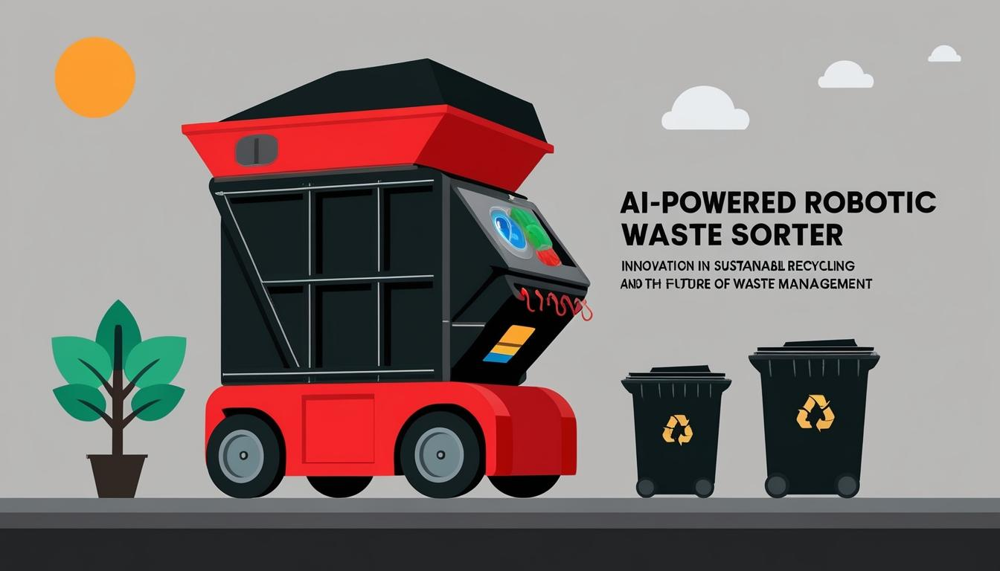 AI-POWERED ROBOTIC
WASTE SORTER
INNOVATION IN SUSTANABL RECYCLING
AND TH FUTURE OF WASTE MANAGEMENT